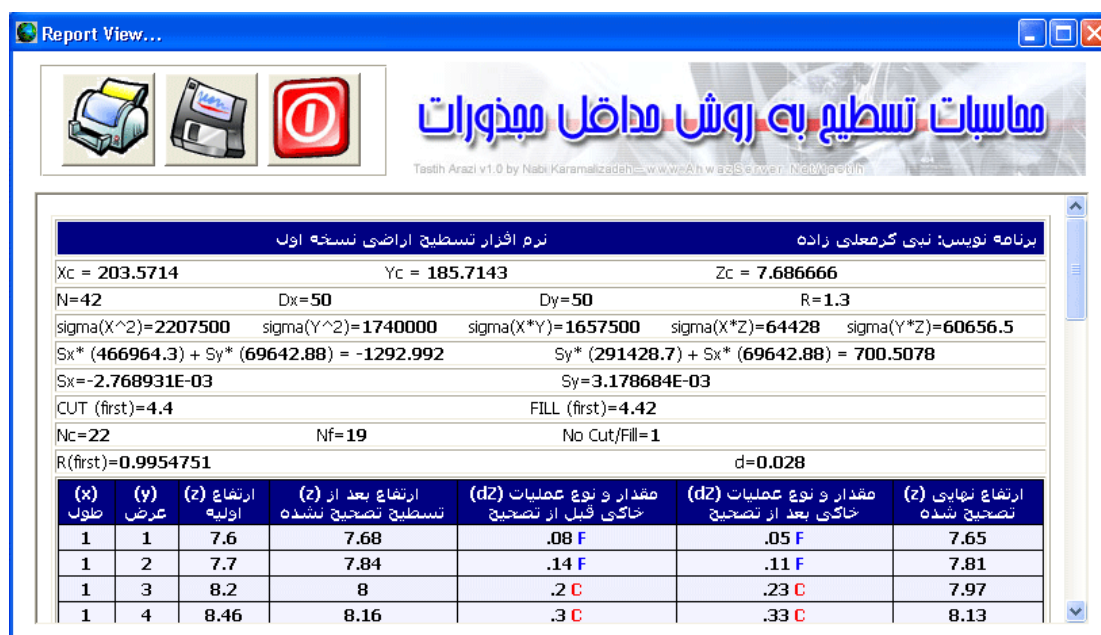 Report View...
محاسبات تسطیح به روش حداقل مجذورات
Tastih Arazi v1.0 by Nabi Karamalizadeh – www.AhwazServer.Net/tastih
برنامه نویس: نبی کرمعلی زاده نرم افزار تسطیح اراضی نسخه اول
Xc = 203.5714 Yc = 185.7143 Zc = 7.686666
N=42 Dx=50 Dy=50 R=1.3
sigma(X^2)=2207500 sigma(Y^2)=1740000 sigma(X*Y)=1657500 sigma(X*Z)=64428 sigma(Y*Z)=60656.5
Sx* (466964.3) + Sy* (69642.88) = -1292.992 Sy* (291428.7) + Sx* (69642.88) = 700.5078
Sx=-2.768931E-03 Sy=3.178684E-03
CUT (first)=4.4 FILL (first)=4.42
Nc=22 Nf=19 No Cut/Fill=1
R(first)=0.9954751 d=0.028
(x) (y) ارتفاع (z) ارتفاع بعد از (z) مقدار و نوع عملیات (dZ) مقدار و نوع عملیات (dZ) ارتفاع نهایی (z)
طول عرض اولیه تسطیح تصحیح نشده خاکی قبل از تصحیح خاکی بعد از تصحیح تصحیح شده
1 1 7.6 7.68 .08 F .05 F 7.65
1 2 7.7 7.84 .14 F .11 F 7.81
1 3 8.2 8 .2 C .23 C 7.97
1 4 8.46 8.16 .3 C .33 C 8.13